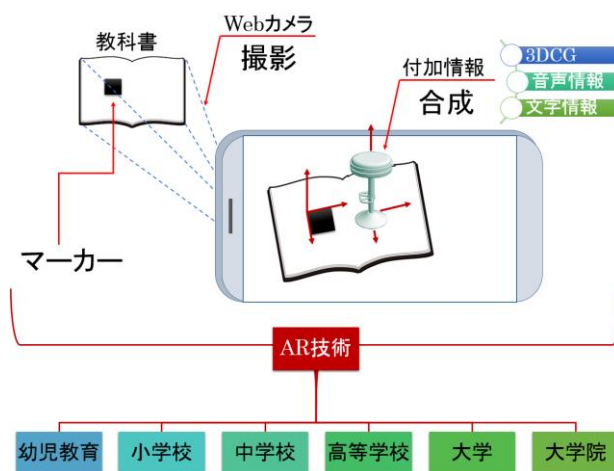 Webカメラ
撮影
教科書
付加情報
合成
3DCG
音声情報
文字情報
マーカー
AR技術
幼児教育
小学校
中学校
高等学校
大学
大学院